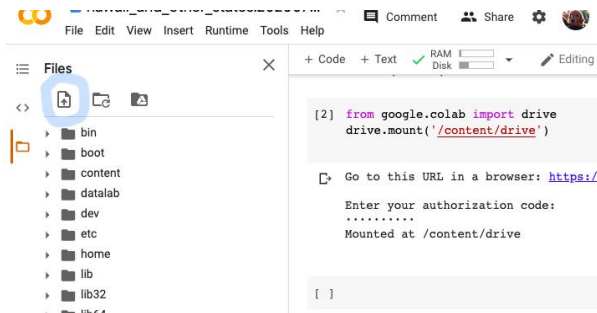 File Edit View Insert Runtime Tools Help
Comment Share
Files
+ Code + Text RAM Disk Editing
bin
boot
content
datalab
dev
etc
home
lib
lib32
[2] from google.colab import drive
drive.mount('/content/drive')
Go to this URL in a browser: https:/
Enter your authorization code:
..........
Mounted at /content/drive
[ ]